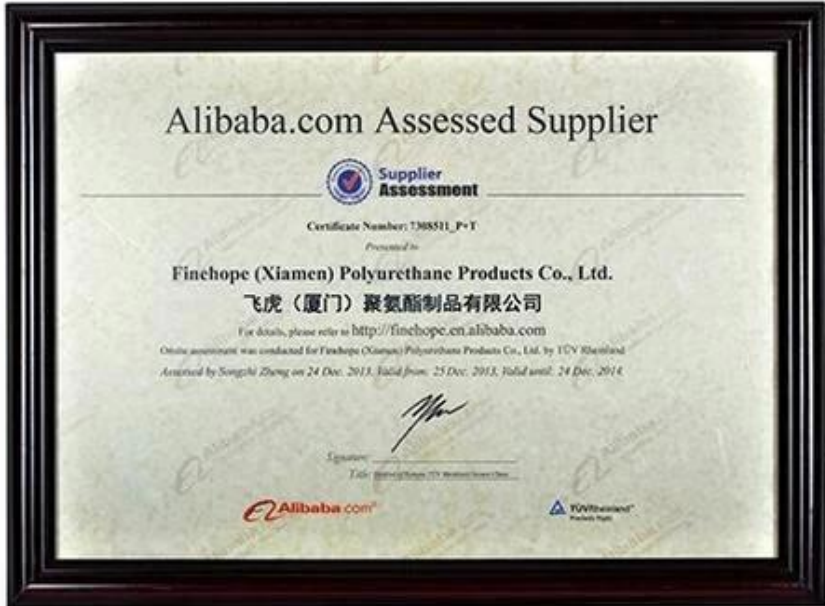 Alibaba.com Assessed Supplier
Supplier
Assessment
Certificate Number: 7308511_P+T
Presented to
Finehope (Xiamen) Polyurethane Products Co., Ltd.
飞虎（厦门）聚氨酯制品有限公司
For details, please refer to http://finehope.en.alibaba.com
Onsite assessment was conducted for Finehope (Xiamen) Polyurethane Products Co., Ltd. by TÜV Rheinland
Assessed by Songzhi Zheng on 24 Dec. 2013, Valid from: 25 Dec. 2013, Valid until: 24 Dec. 2014
Signature:
Title:
Alibaba.com®
TÜVRheinland®
Precisely Right.